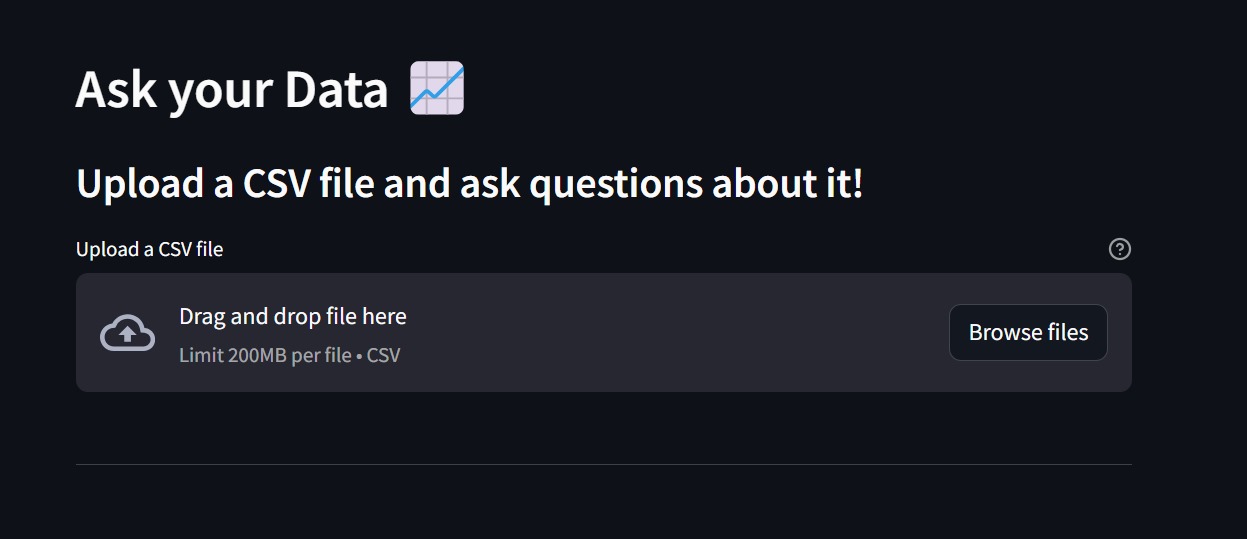 Ask your Data 📈
Upload a CSV file and ask questions about it!
Upload a CSV file
Drag and drop file here
Limit 200MB per file • CSV
Browse files